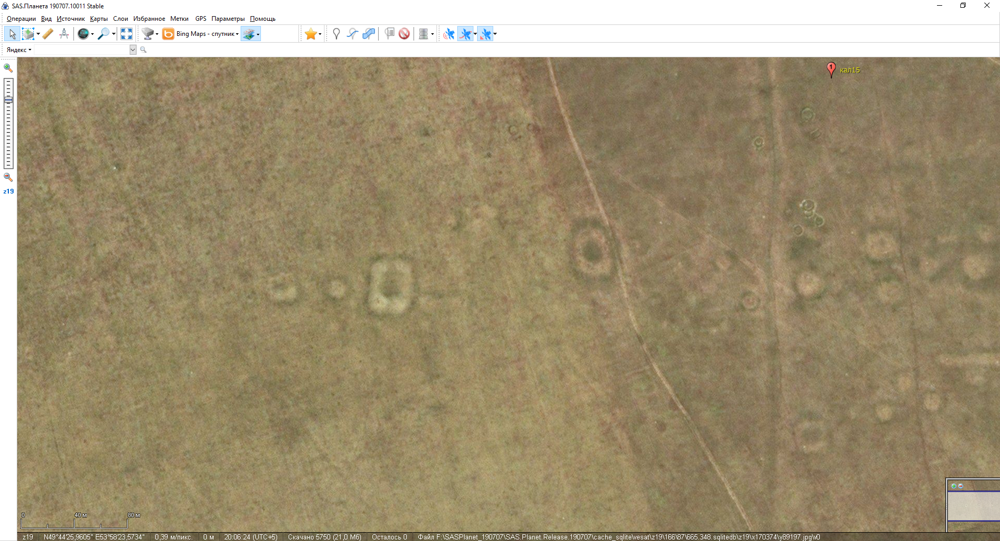 SAS.Планета 190707.10011 Stable
Операции Вид Источник Карты Слои Избранное Метки GPS Параметры Помощь
Bing Maps - спутник
Яндекс
1 кал15
z19
0 40 м 80 м
z19 N49°44'25,9605" E53°58'23,5734" 0,39 м/пикс. 0 м 20:06:24 (UTC+5) Скачано 5750 (21,0 Мб) Осталось 0 Файл F:\SASPlanet_190707\SAS.Planet.Release.190707\cache_sqlite\vesat\z19\166\87\665.348.sqlitedb\z19\x170374\y89197.jpg\v0